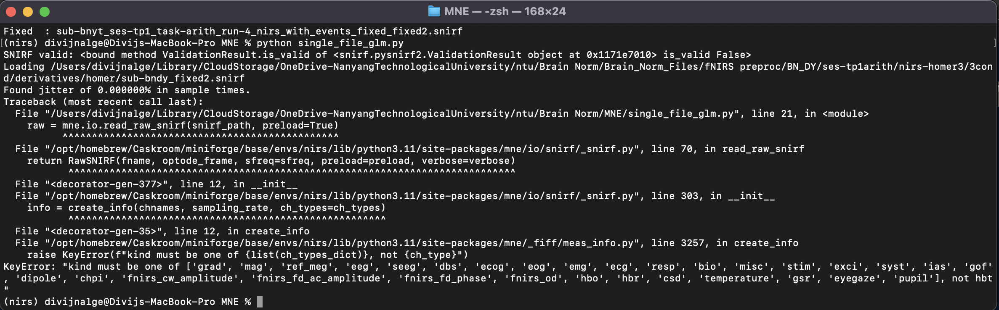 MNE — -zsh — 168×24
Fixed  : sub-bnyt_ses-tp1_task-arith_run-4_nirs_with_events_fixed_fixed2.snirf
[(nirs) divijnalge@Divijs-MacBook-Pro MNE % python single_file_glm.py ]
SNIRF valid: <bound method ValidationResult.is_valid of <snirf.pysnirf2.ValidationResult object at 0x1171e7010> is_valid False>
Loading /Users/divijnalge/Library/CloudStorage/OneDrive-NanyangTechnologicalUniversity/ntu/Brain Norm/Brain_Norm_Files/fNIRS preproc/BN_DY/ses-tp1arith/nirs-homer3/3con
d/derivatives/homer/sub-bndy_fixed2.snirf
Found jitter of 0.000000% in sample times.
Traceback (most recent call last):
  File "/Users/divijnalge/Library/CloudStorage/OneDrive-NanyangTechnologicalUniversity/ntu/Brain Norm/MNE/single_file_glm.py", line 21, in <module>
    raw = mne.io.read_raw_snirf(snirf_path, preload=True)
          ^^^^^^^^^^^^^^^^^^^^^^^^^^^^^^^^^^^^^^^^^^^^^^^
  File "/opt/homebrew/Caskroom/miniforge/base/envs/nirs/lib/python3.11/site-packages/mne/io/snirf/_snirf.py", line 70, in read_raw_snirf
    return RawSNIRF(fname, optode_frame, sfreq=sfreq, preload=preload, verbose=verbose)
           ^^^^^^^^^^^^^^^^^^^^^^^^^^^^^^^^^^^^^^^^^^^^^^^^^^^^^^^^^^^^^^^^^^^^^^^^^^^^
  File "<decorator-gen-377>", line 12, in __init__
  File "/opt/homebrew/Caskroom/miniforge/base/envs/nirs/lib/python3.11/site-packages/mne/io/snirf/_snirf.py", line 303, in __init__
    info = create_info(chnames, sampling_rate, ch_types=ch_types)
           ^^^^^^^^^^^^^^^^^^^^^^^^^^^^^^^^^^^^^^^^^^^^^^^^^^^^^^
  File "<decorator-gen-35>", line 12, in create_info
  File "/opt/homebrew/Caskroom/miniforge/base/envs/nirs/lib/python3.11/site-packages/mne/_fiff/meas_info.py", line 3257, in create_info
    raise KeyError(f"kind must be one of {list(ch_types_dict)}, not {ch_type}")
KeyError: "kind must be one of ['grad', 'mag', 'ref_meg', 'eeg', 'seeg', 'dbs', 'ecog', 'eog', 'emg', 'ecg', 'resp', 'bio', 'misc', 'stim', 'exci', 'syst', 'ias', 'gof'
, 'dipole', 'chpi', 'fnirs_cw_amplitude', 'fnirs_fd_ac_amplitude', 'fnirs_fd_phase', 'fnirs_od', 'hbo', 'hbr', 'csd', 'temperature', 'gsr', 'eyegaze', 'pupil'], not hbt
"
(nirs) divijnalge@Divijs-MacBook-Pro MNE %